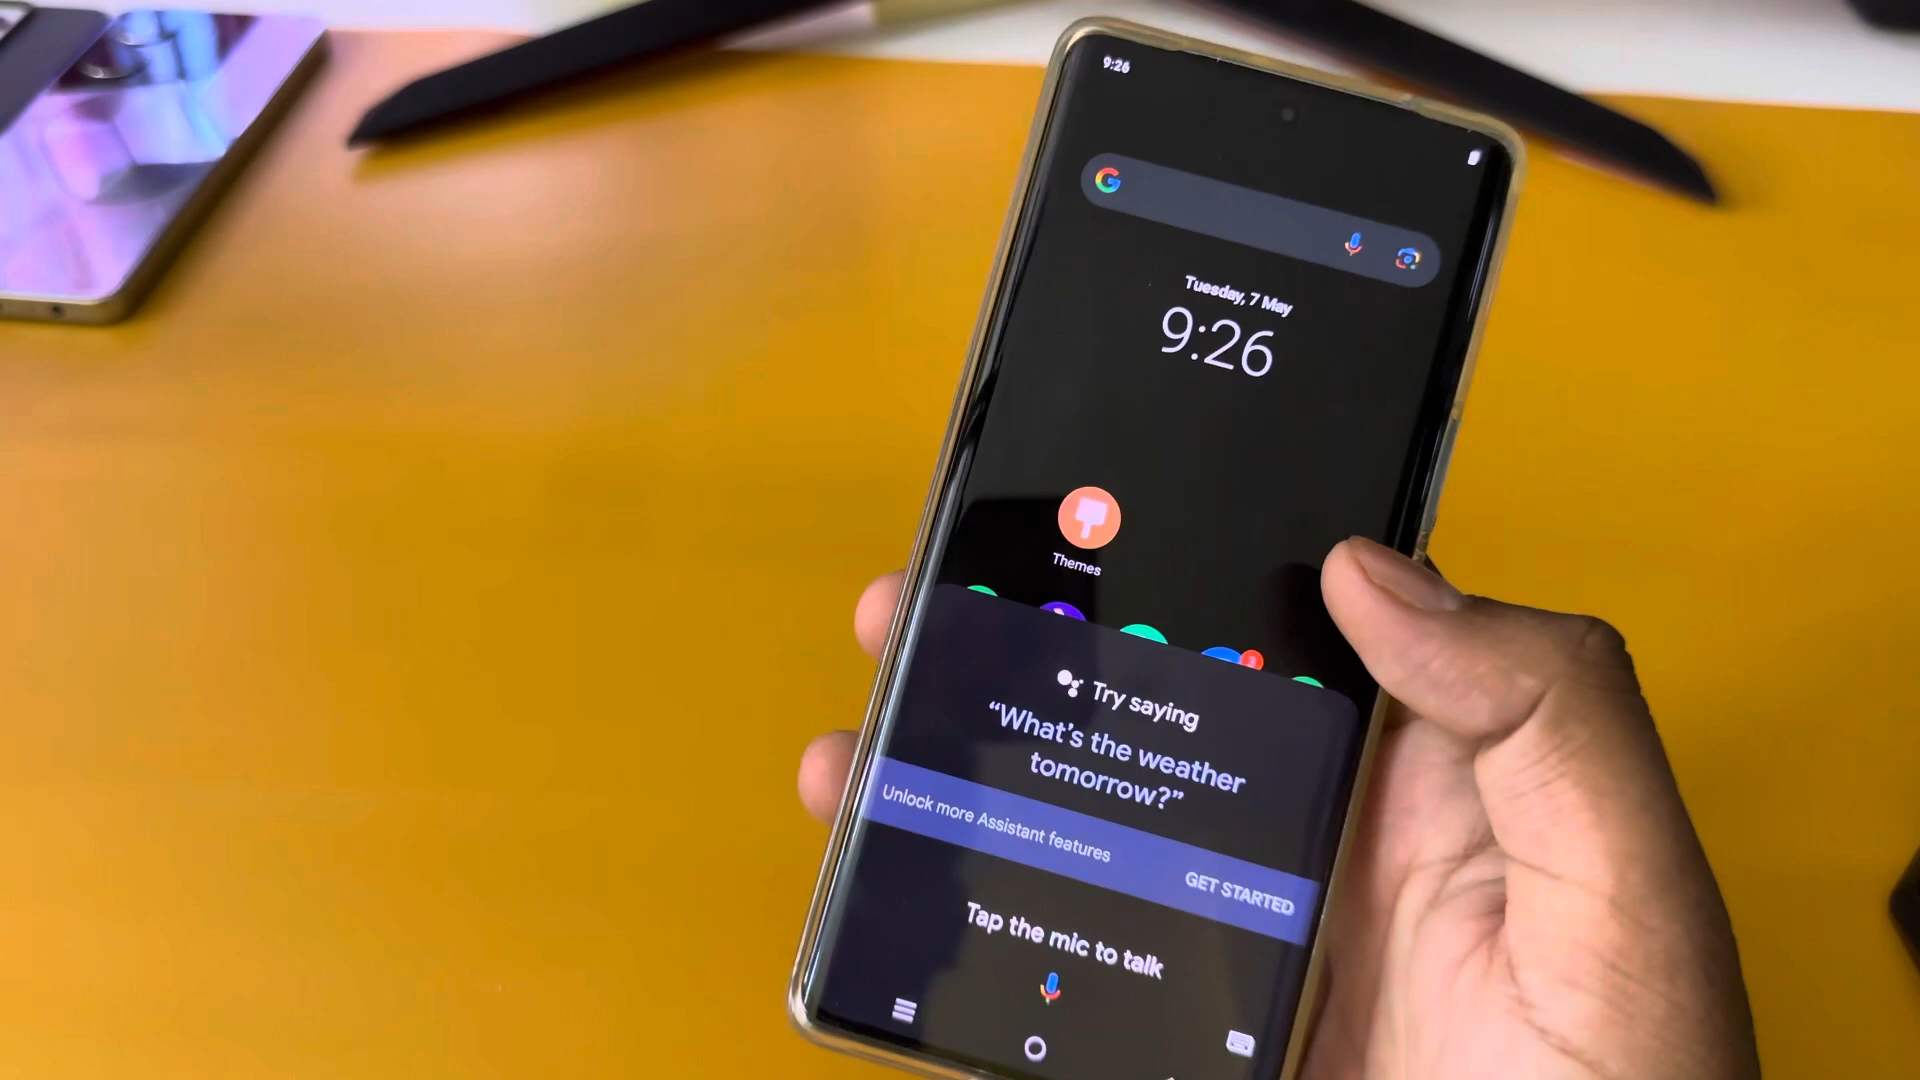 9:26
Tuesday, 7 May
9:26
Themes
Try saying
“What's the weather
tomorrow?”
Unlock more Assistant features
GET STARTED
Tap the mic to talk